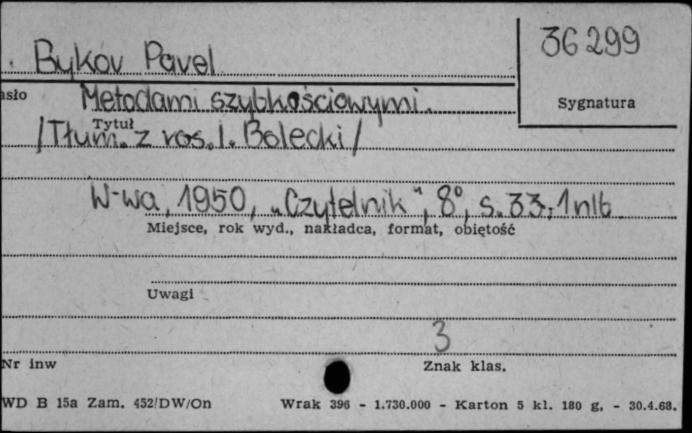 Bykov Pavel
36299
asło
Metodami szybkościowymi.
Sygnatura
Tytuł
/Tłum. z ros. I. Bolecki/
W-wa, 1950, „Czytelnik", 8°, s. 33, 1 nlb
Miejsce, rok wyd., nakładca, format, objętość
Uwagi
3
Nr inw
Znak klas.
WD B 15a Zam. 452/DW/On Wrak 396 - 1.730.000 - Karton 5 kl. 180 g. - 30.4.68.